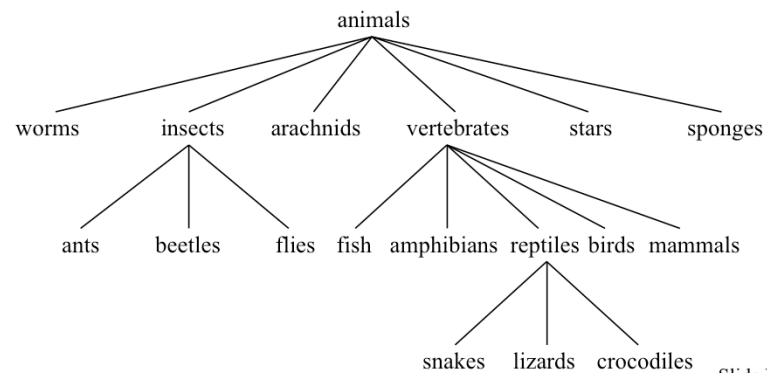 animals
worms insects arachnids vertebrates stars sponges
ants beetles flies fish amphibians reptiles birds mammals
snakes lizards crocodiles